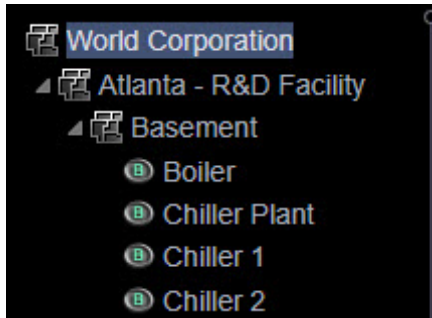 World Corporation
Atlanta - R&D Facility
Basement
B Boiler
B Chiller Plant
B Chiller 1
B Chiller 2